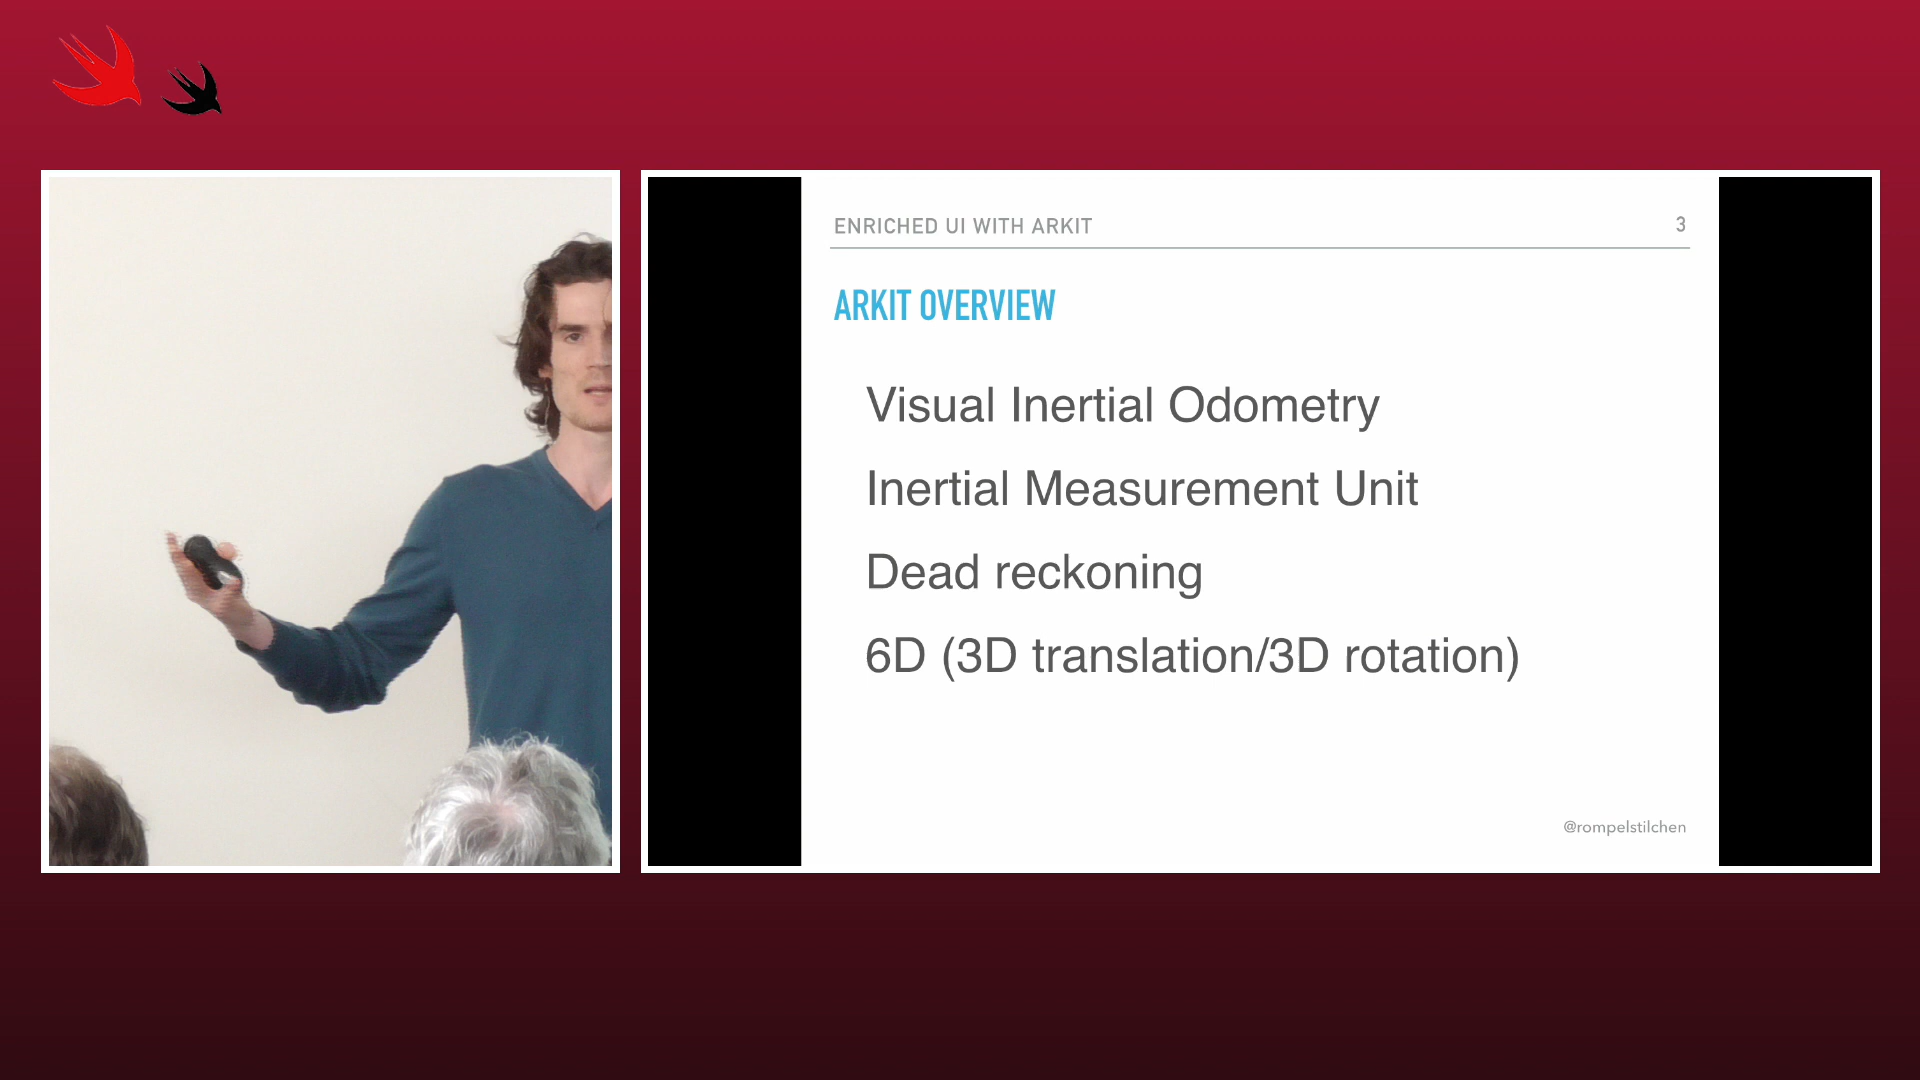 ENRICHED UI WITH ARKIT
3
ARKIT OVERVIEW
Visual Inertial Odometry
Inertial Measurement Unit
Dead reckoning
6D (3D translation/3D rotation)
@rompelstilchen